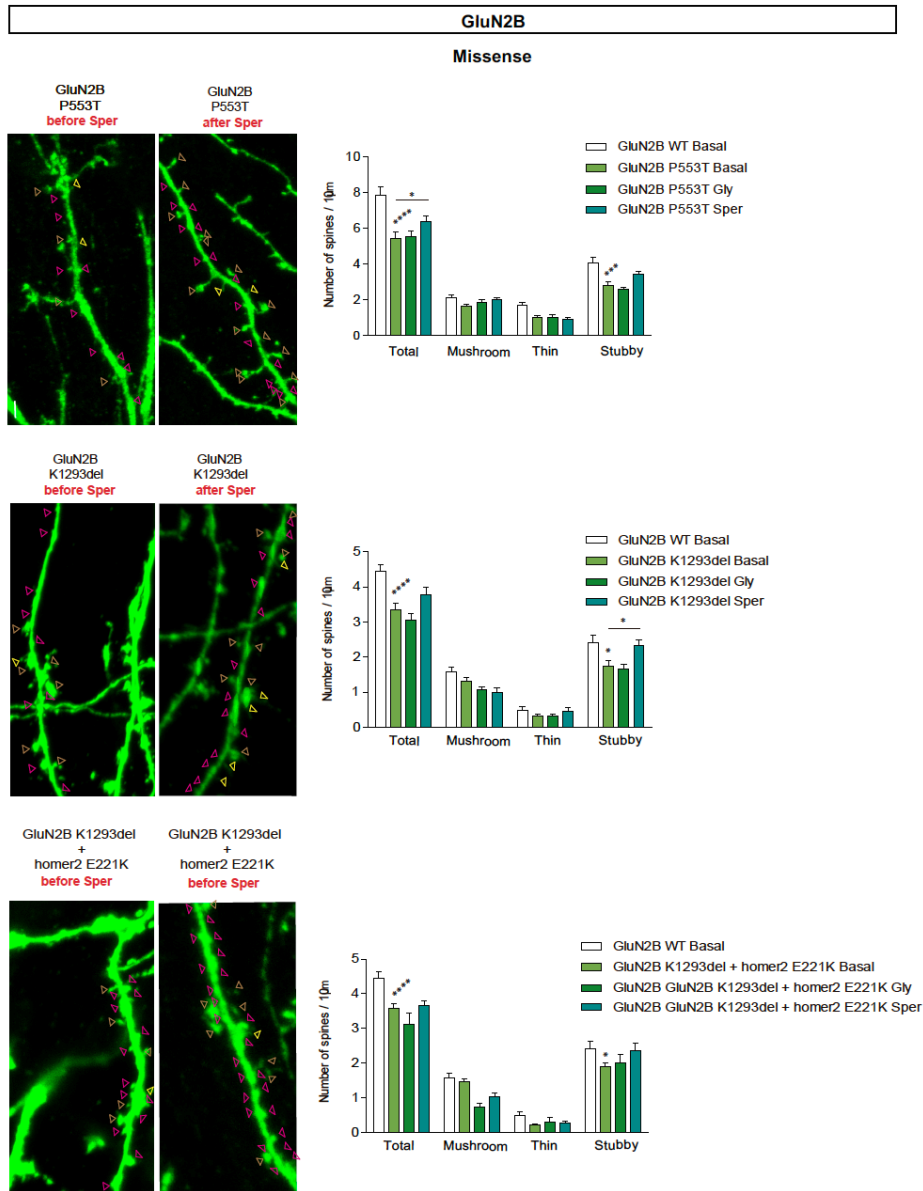 GluN2B
Missense
GluN2B
P553T
before Sper
GluN2B
P553T
after Sper
Number of spines / 10m
10
8
6
4
2
0
****
*
***
Total
Mushroom
Thin
Stubby
GluN2B WT Basal
GluN2B P553T Basal
GluN2B P553T Gly
GluN2B P553T Sper
GluN2B
K1293del
before Sper
GluN2B
K1293del
after Sper
Number of spines / 10m
5
4
3
2
1
0
****
*
*
Total
Mushroom
Thin
Stubby
GluN2B WT Basal
GluN2B K1293del Basal
GluN2B K1293del Gly
GluN2B K1293del Sper
GluN2B K1293del
+
homer2 E221K
before Sper
GluN2B K1293del
+
homer2 E221K
before Sper
Number of spines / 10m
5
4
3
2
1
0
****
*
Total
Mushroom
Thin
Stubby
GluN2B WT Basal
GluN2B K1293del + homer2 E221K Basal
GluN2B GluN2B K1293del + homer2 E221K Gly
GluN2B GluN2B K1293del + homer2 E221K Sper